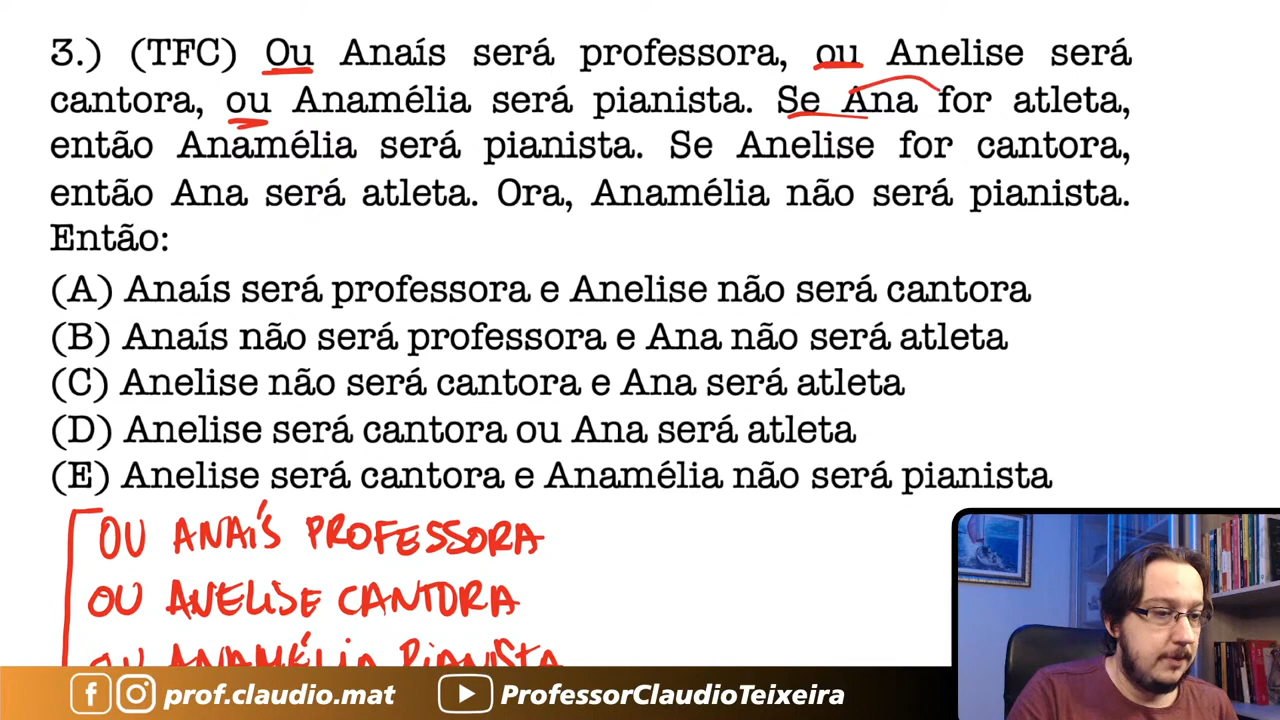 3.) (TFC) Ou Anaís será professora, ou Anelise será
cantora, ou Anamélia será pianista. Se Ana for atleta,
então Anamélia será pianista. Se Anelise for cantora,
então Ana será atleta. Ora, Anamélia não será pianista.
Então:
(A) Anaís será professora e Anelise não será cantora
(B) Anaís não será professora e Ana não será atleta
(C) Anelise não será cantora e Ana será atleta
(D) Anelise será cantora ou Ana será atleta
(E) Anelise será cantora e Anamélia não será pianista
OU ANAÍS PROFESSORA
OU ANELISE CANTORA
OU ANAMÉLIA PIANISTA
prof.claudio.mat ProfessorClaudioTeixeira